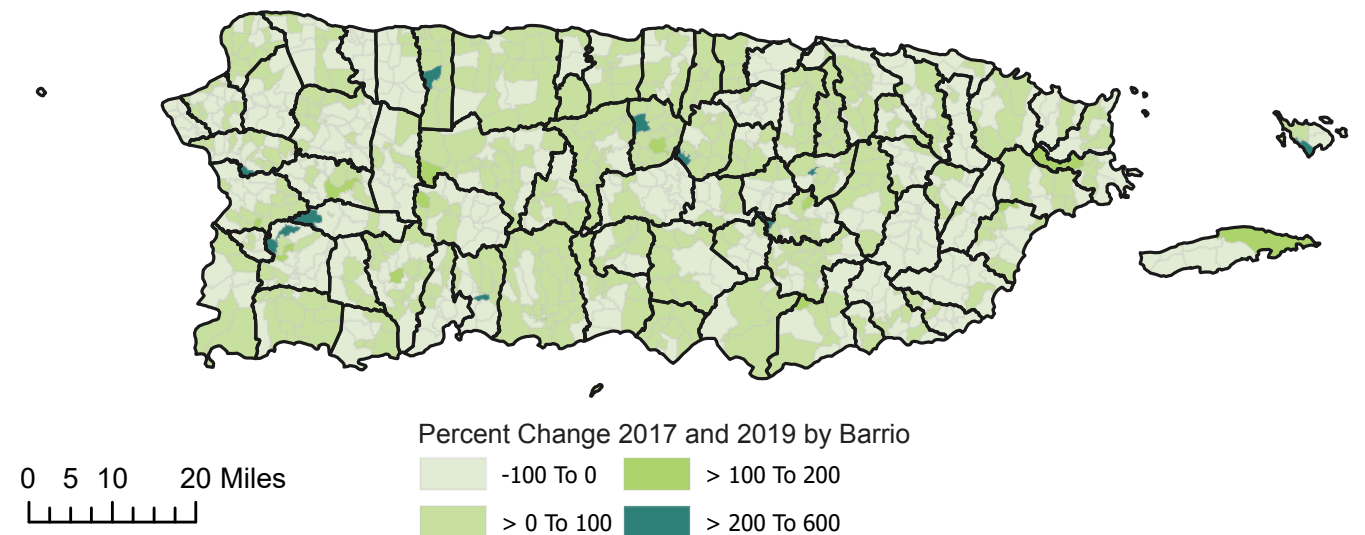 Percent Change 2017 and 2019 by Barrio
0 5 10 20 Miles
-100 To 0 > 100 To 200
> 0 To 100 > 200 To 600